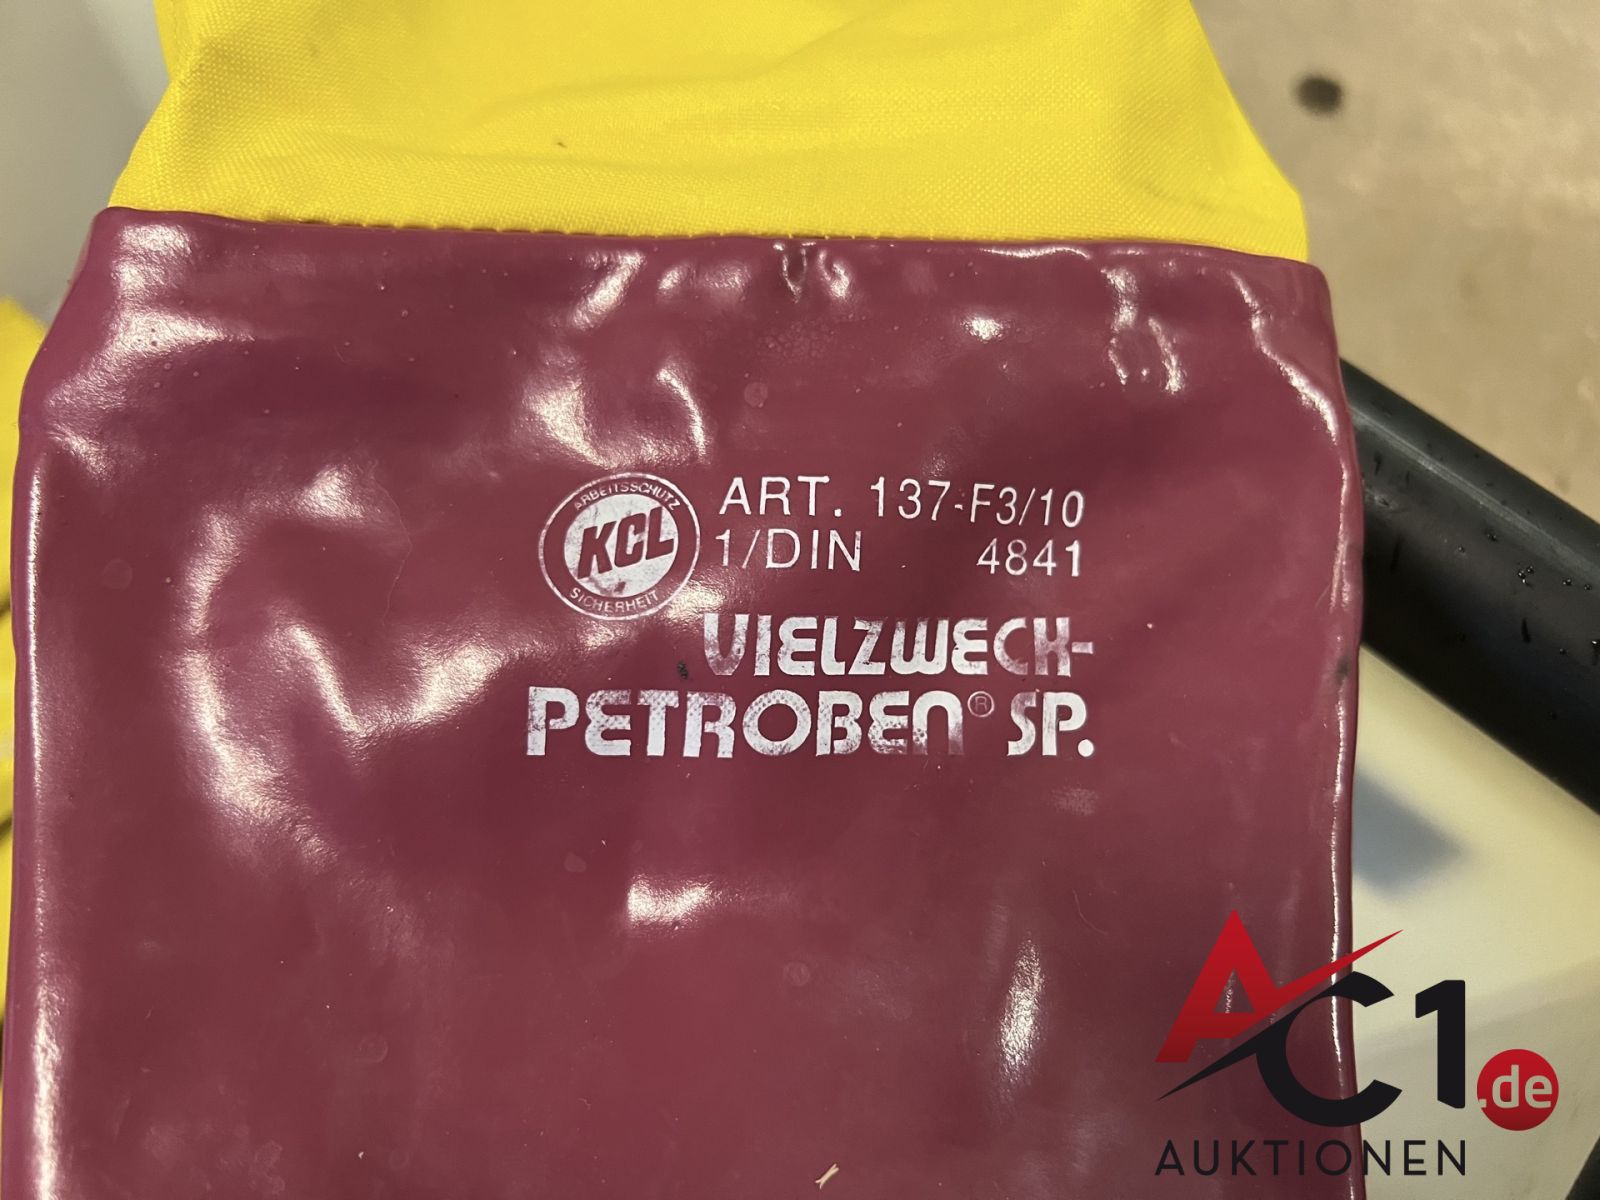 ARBEITSSCHUTZ
KCL
SICHERHEIT
ART. 137-F3/10
1/DIN 4841
VIELZWECK-
PETROBEN® SP.
AC1.de
AUKTIONEN